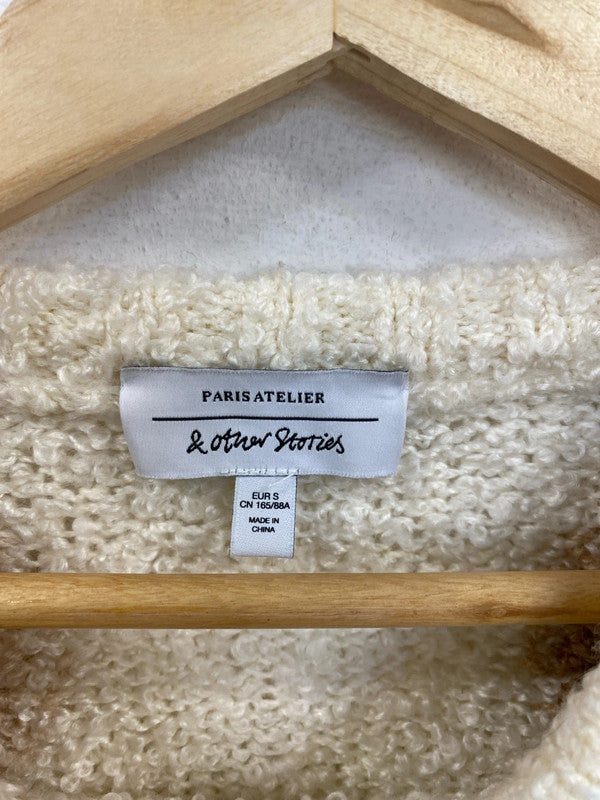 PARIS ATELIER
& other Stories
EUR S
CN 165/88A
MADE IN
CHINA